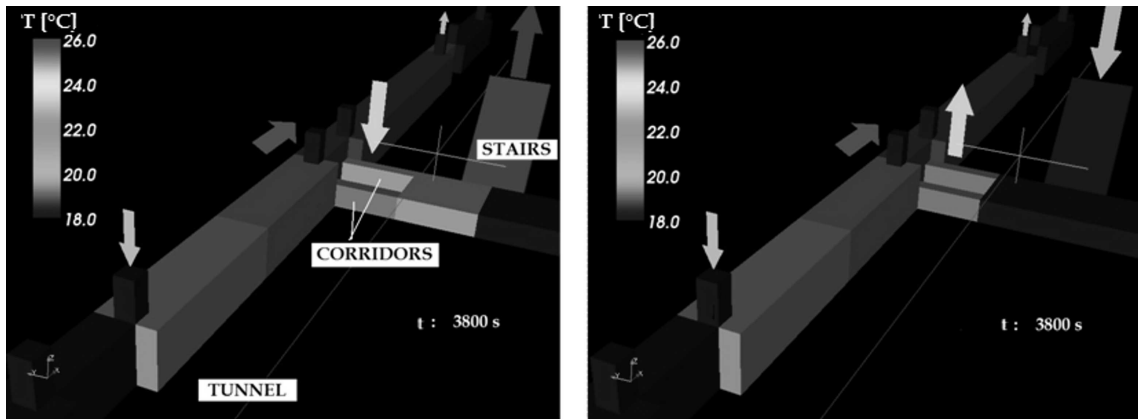 T [°C]
26.0
24.0
22.0
20.0
18.0
STAIRS
CORRIDORS
t : 3800 s
TUNNEL
Z
Y
X
T [°C]
26.0
24.0
22.0
20.0
18.0
t : 3800 s
Z
Y
X